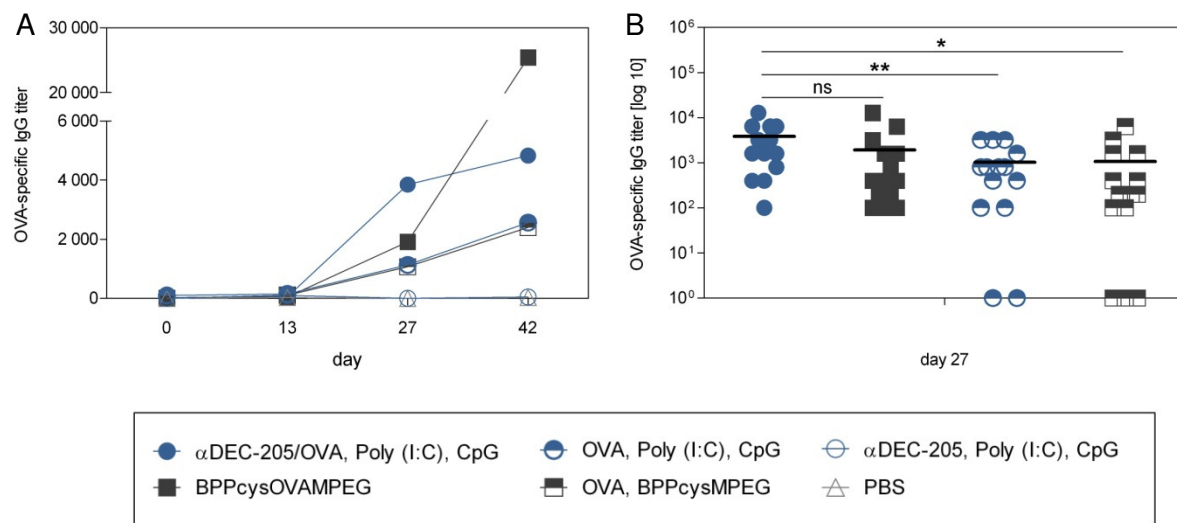 A
OVA-specific IgG titer
30 000
20 000
6 000
4 000
2 000
0
0 13 27 42
day
B
OVA-specific IgG titer [log 10]
10⁶
10⁵
10⁴
10³
10²
10¹
10⁰
*
**
ns
day 27
αDEC-205/OVA, Poly (I:C), CpG
OVA, Poly (I:C), CpG
αDEC-205, Poly (I:C), CpG
BPPcysOVAMPEG
OVA, BPPcysMPEG
PBS